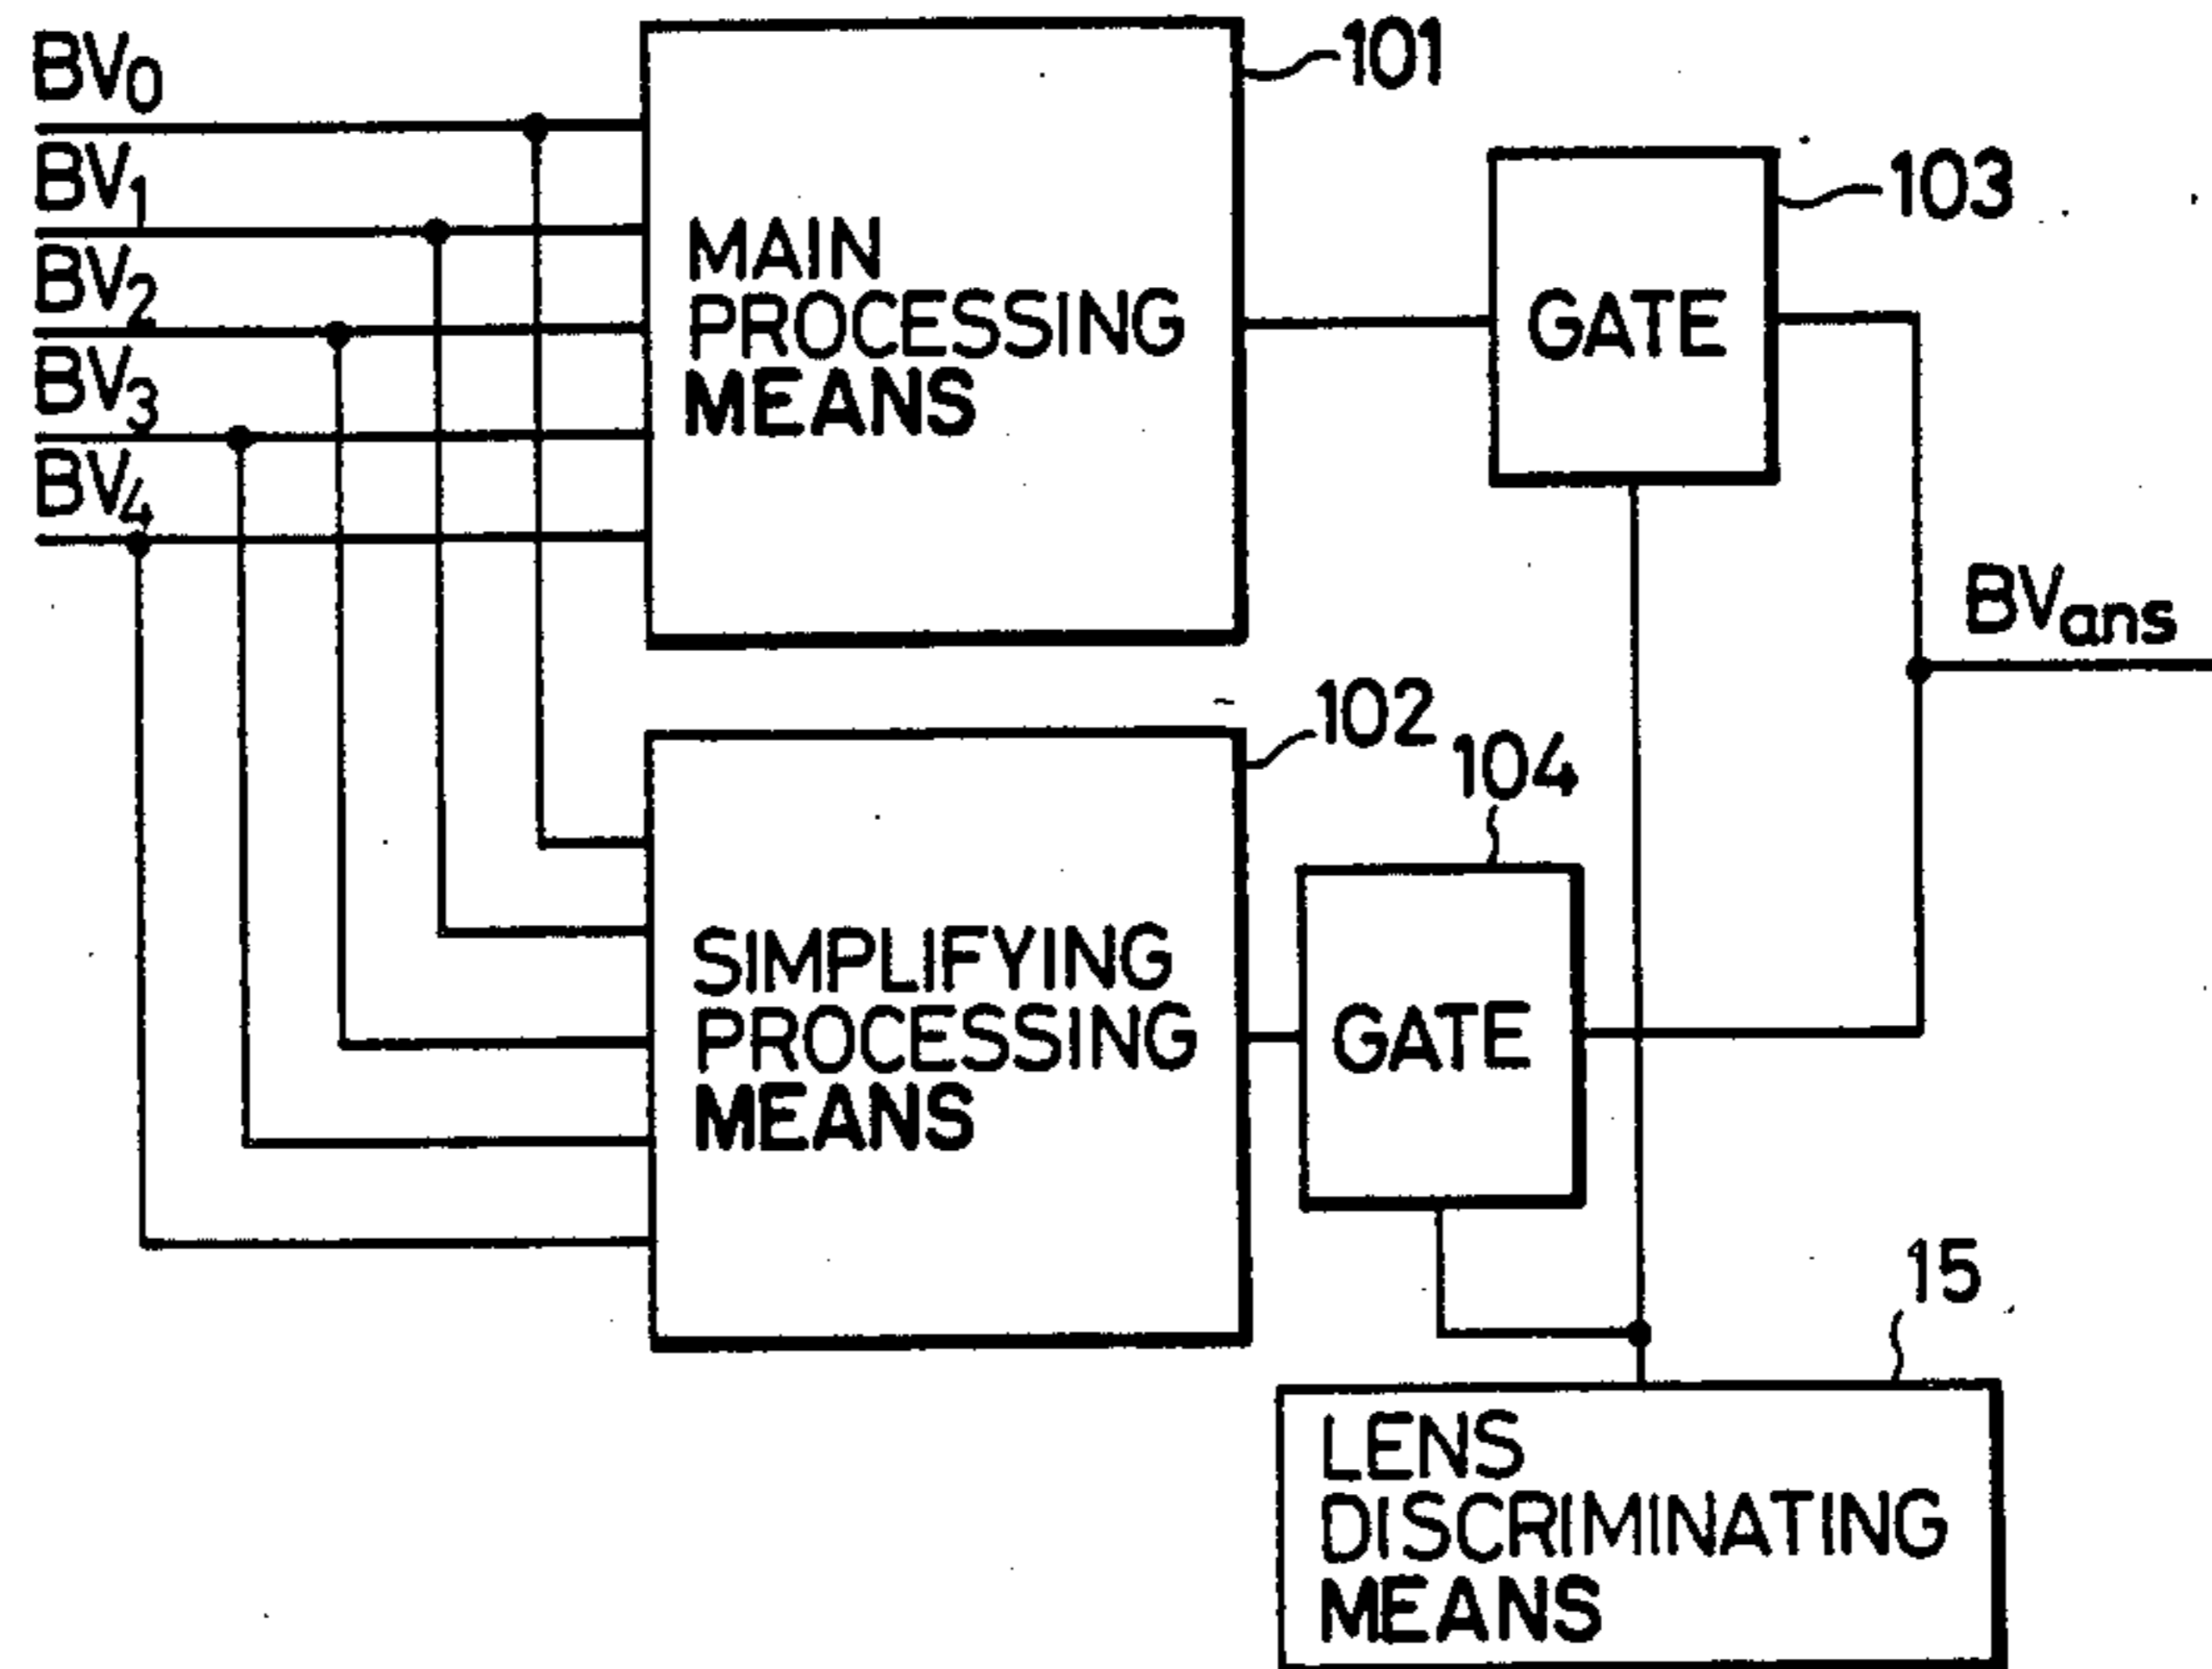 BV0
BV1
BV2
BV3
BV4
MAIN
PROCESSING
MEANS
101
GATE
103
BVans
SIMPLIFYING
PROCESSING
MEANS
102
GATE
104
LENS
DISCRIMINATING
MEANS
15